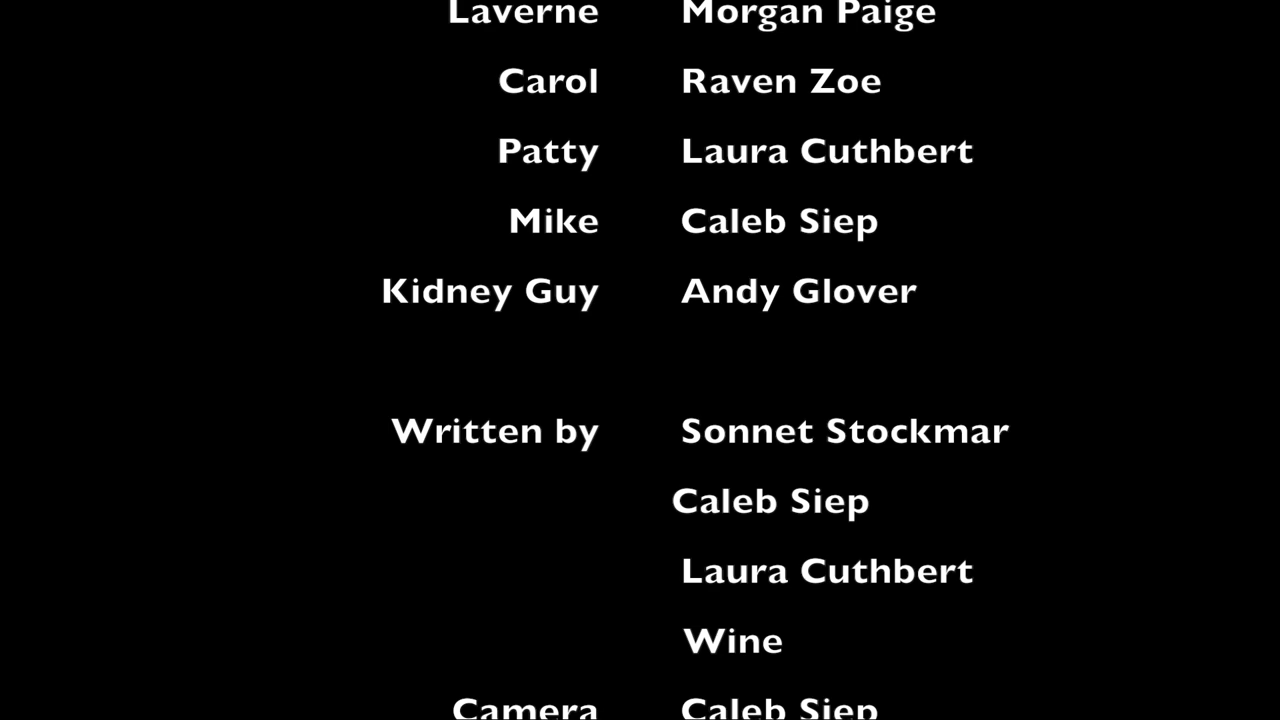 Laverne Morgan Paige
Carol Raven Zoe
Patty Laura Cuthbert
Mike Caleb Siep
Kidney Guy Andy Glover
Written by Sonnet Stockmar
Caleb Siep
Laura Cuthbert
Wine
Camera Caleb Siep